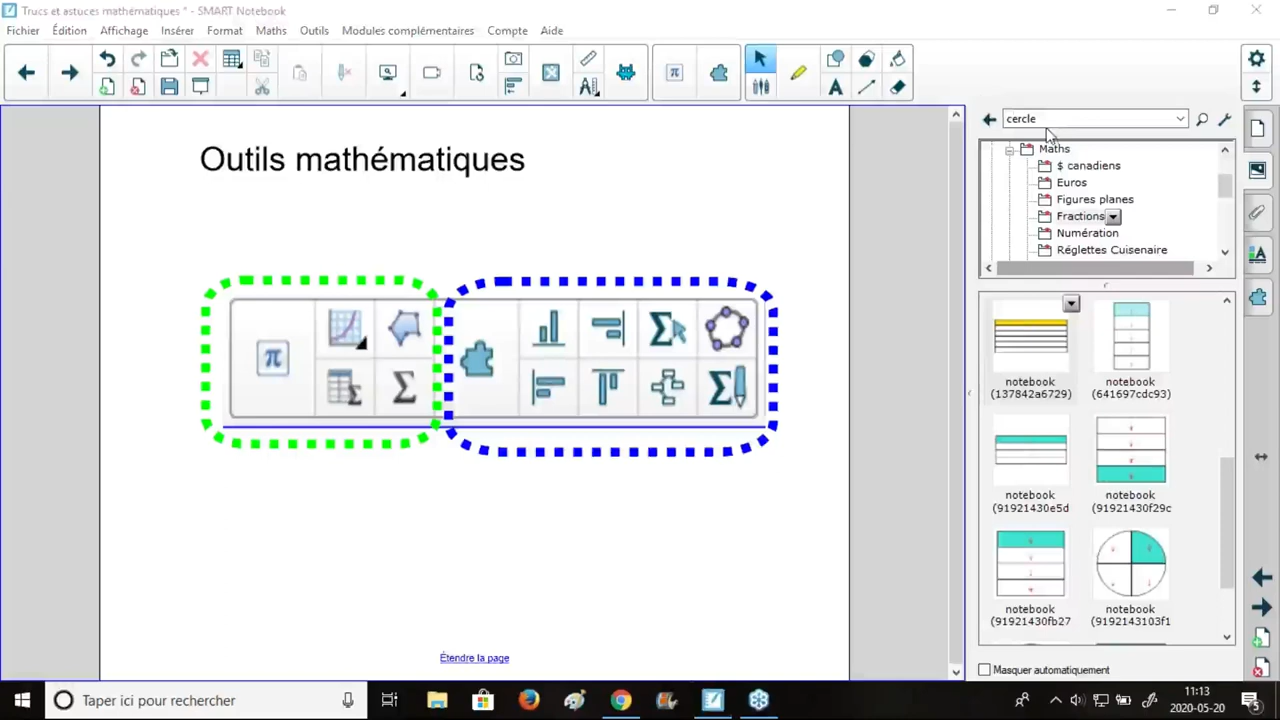 Trucs et astuces mathématiques * - SMART Notebook
Fichier Édition Affichage Insérer Format Maths Outils Modules complémentaires Compte Aide
cercle
Maths
$ canadiens
Euros
Figures planes
Fractions
Numération
Réglettes Cuisenaire
Outils mathématiques
π
Σ
Σ
Σ
Σ
notebook
(137842a6729)
notebook
(641697cdc93)
notebook
(91921430e5d
notebook
(91921430f29c
notebook
(91921430fb27
notebook
(9192143103f1
Étendre la page
Masquer automatiquement
Taper ici pour rechercher
11:13
2020-05-20
5